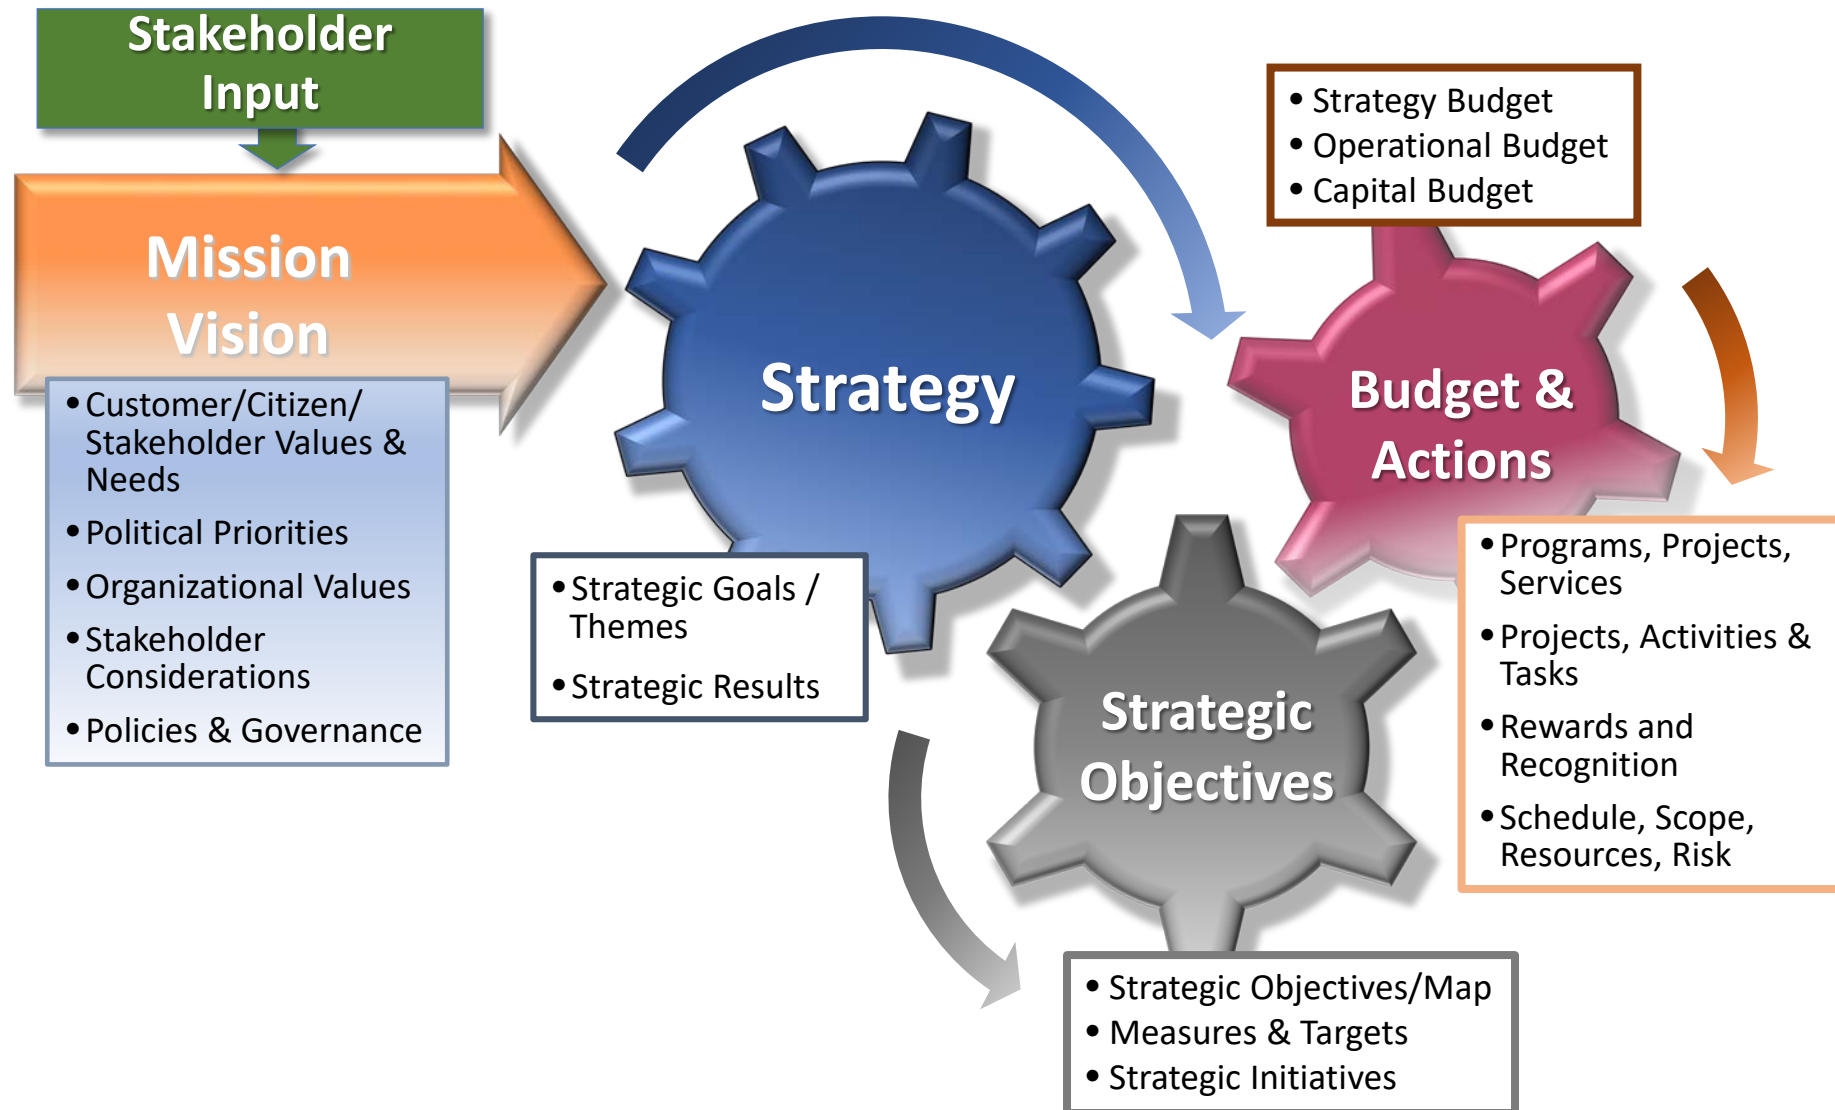 Stakeholder
Input
Mission
Vision
• Customer/Citizen/
Stakeholder Values &
Needs
• Political Priorities
• Organizational Values
• Stakeholder
Considerations
• Policies & Governance
Strategy
• Strategic Goals /
Themes
• Strategic Results
• Strategy Budget
• Operational Budget
• Capital Budget
Budget &
Actions
• Programs, Projects,
Services
• Projects, Activities &
Tasks
• Rewards and
Recognition
• Schedule, Scope,
Resources, Risk
Strategic
Objectives
• Strategic Objectives/Map
• Measures & Targets
• Strategic Initiatives